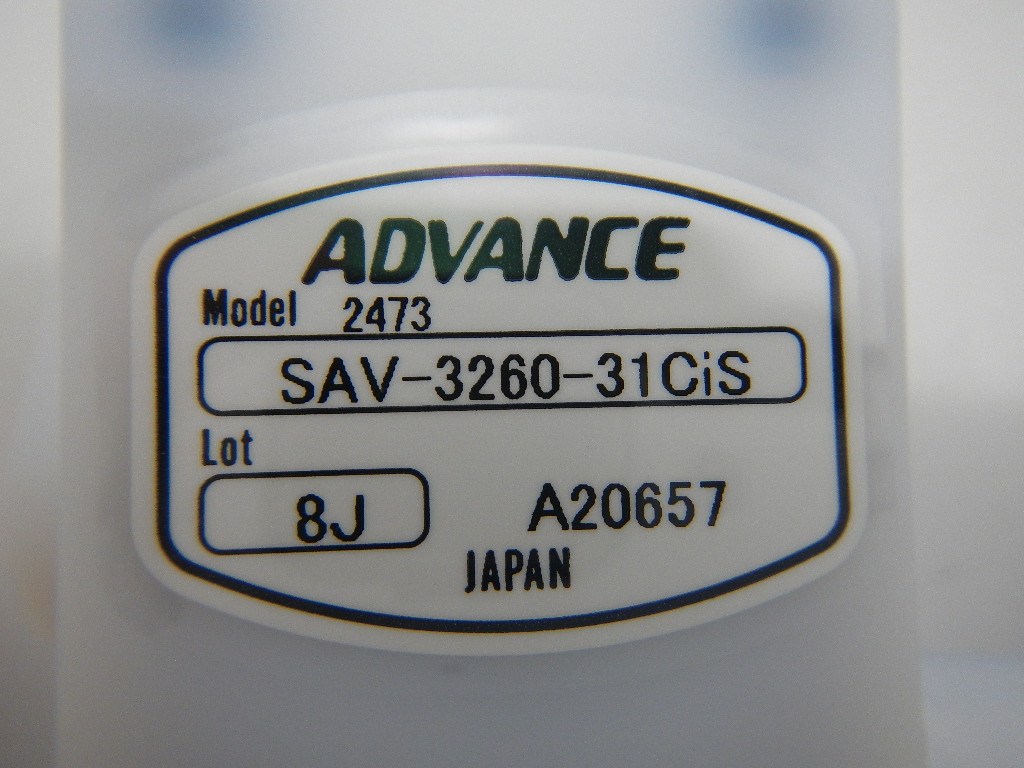 ADVANCE
Model 2473
SAV-3260-31CiS
Lot
8J A20657
JAPAN